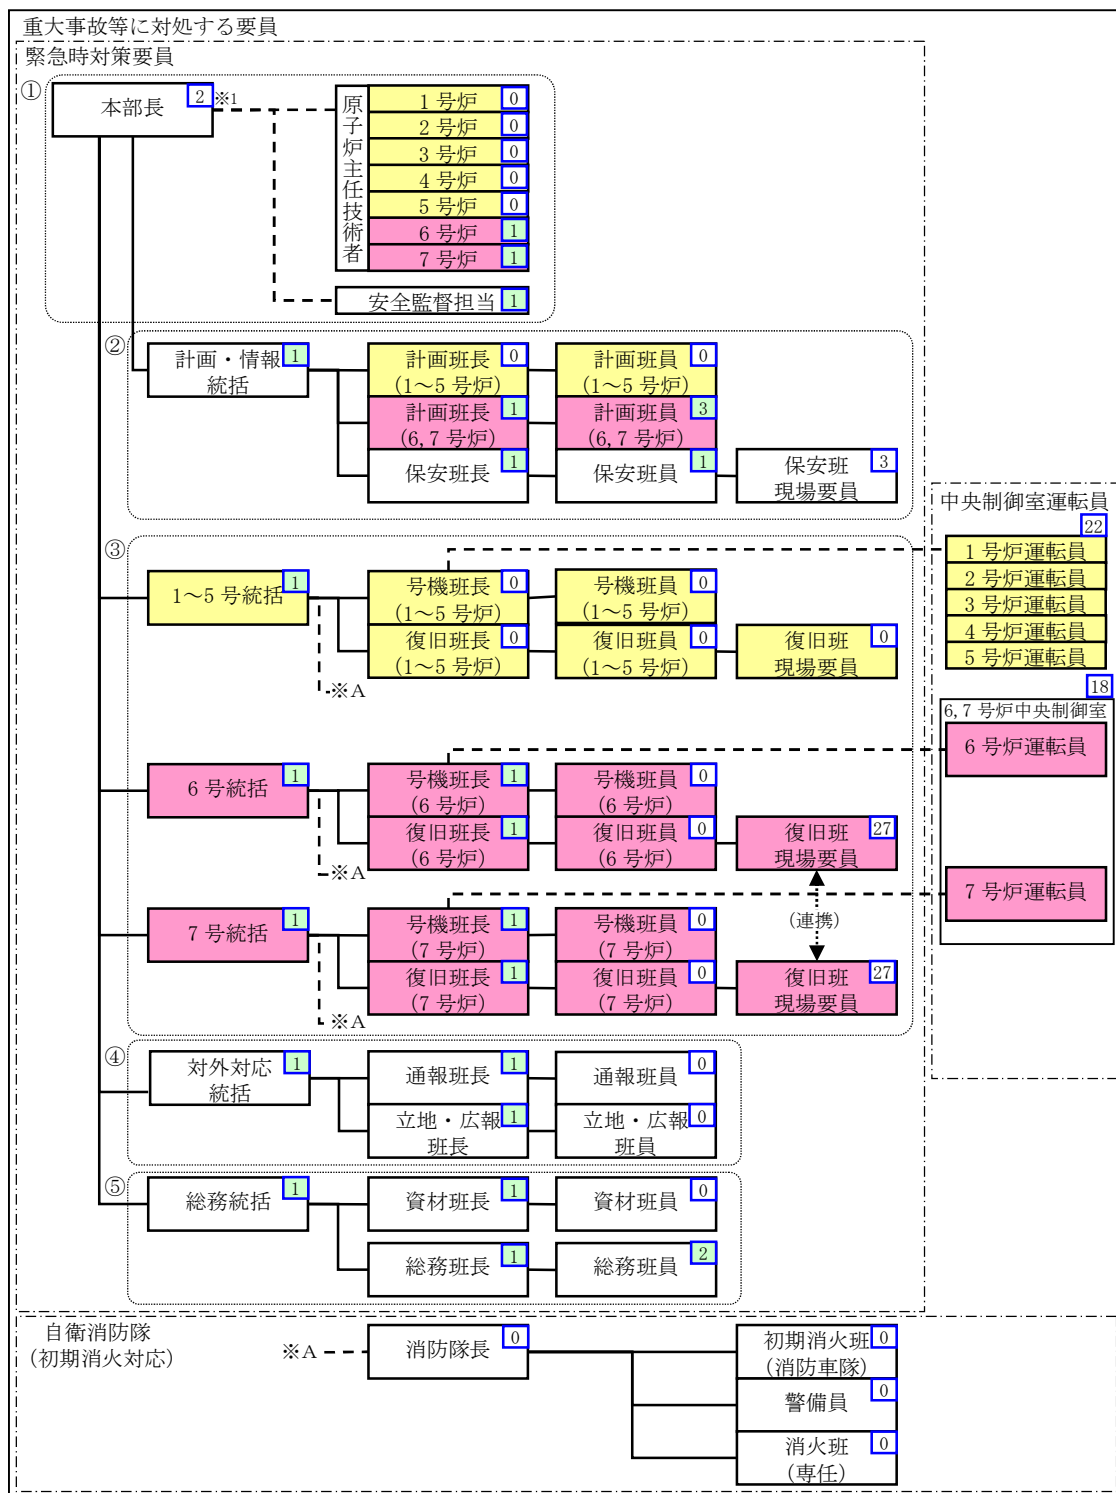 重大事故等に対処する要員
緊急時対策要員
①
本部長
2
※1
原子炉主任技術者
1 号炉
0
2 号炉
0
3 号炉
0
4 号炉
0
5 号炉
0
6 号炉
1
7 号炉
1
安全監督担当
1
②
計画・情報
統括
1
計画班長
(1～5 号炉)
0
計画班員
(1～5 号炉)
0
計画班長
(6,7 号炉)
1
計画班員
(6,7 号炉)
3
保安班長
1
保安班員
1
保安班
現場要員
3
中央制御室運転員
22
1 号炉運転員
2 号炉運転員
3 号炉運転員
4 号炉運転員
5 号炉運転員
18
6,7 号炉中央制御室
6 号炉運転員
7 号炉運転員
③
1～5 号統括
1
号機班長
(1～5 号炉)
0
号機班員
(1～5 号炉)
0
復旧班長
(1～5 号炉)
0
復旧班員
(1～5 号炉)
0
復旧班
現場要員
0
※A
6 号統括
1
号機班長
(6 号炉)
1
号機班員
(6 号炉)
0
復旧班長
(6 号炉)
1
復旧班員
(6 号炉)
0
復旧班
現場要員
27
※A
(連携)
7 号統括
1
号機班長
(7 号炉)
1
号機班員
(7 号炉)
0
復旧班長
(7 号炉)
1
復旧班員
(7 号炉)
0
復旧班
現場要員
27
※A
④
対外対応
統括
1
通報班長
1
通報班員
0
立地・広報
班長
1
立地・広報
班員
0
⑤
総務統括
1
資材班長
1
資材班員
0
総務班長
1
総務班員
2
自衛消防隊
(初期消火対応)
※A
消防隊長
0
初期消火班
(消防車隊)
0
警備員
0
消火班
(専任)
0